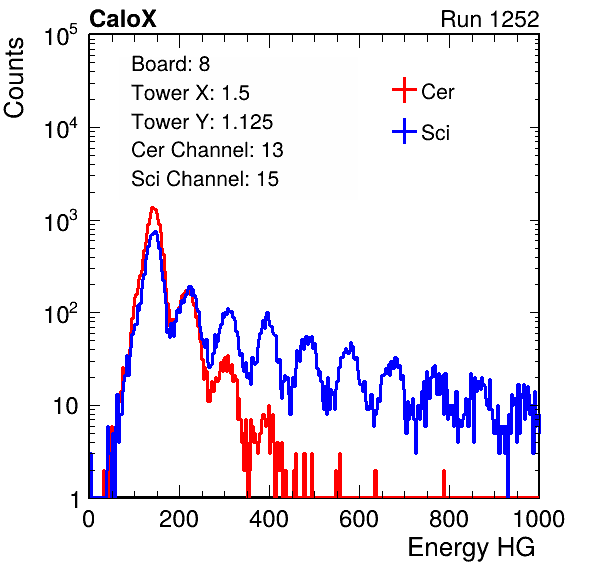 CaloX Run 1252
Counts
Board: 8
Tower X: 1.5
Tower Y: 1.125
Cer Channel: 13
Sci Channel: 15
Cer
Sci
10^5
10^4
10^3
10^2
10
1
0 200 400 600 800 1000
Energy HG